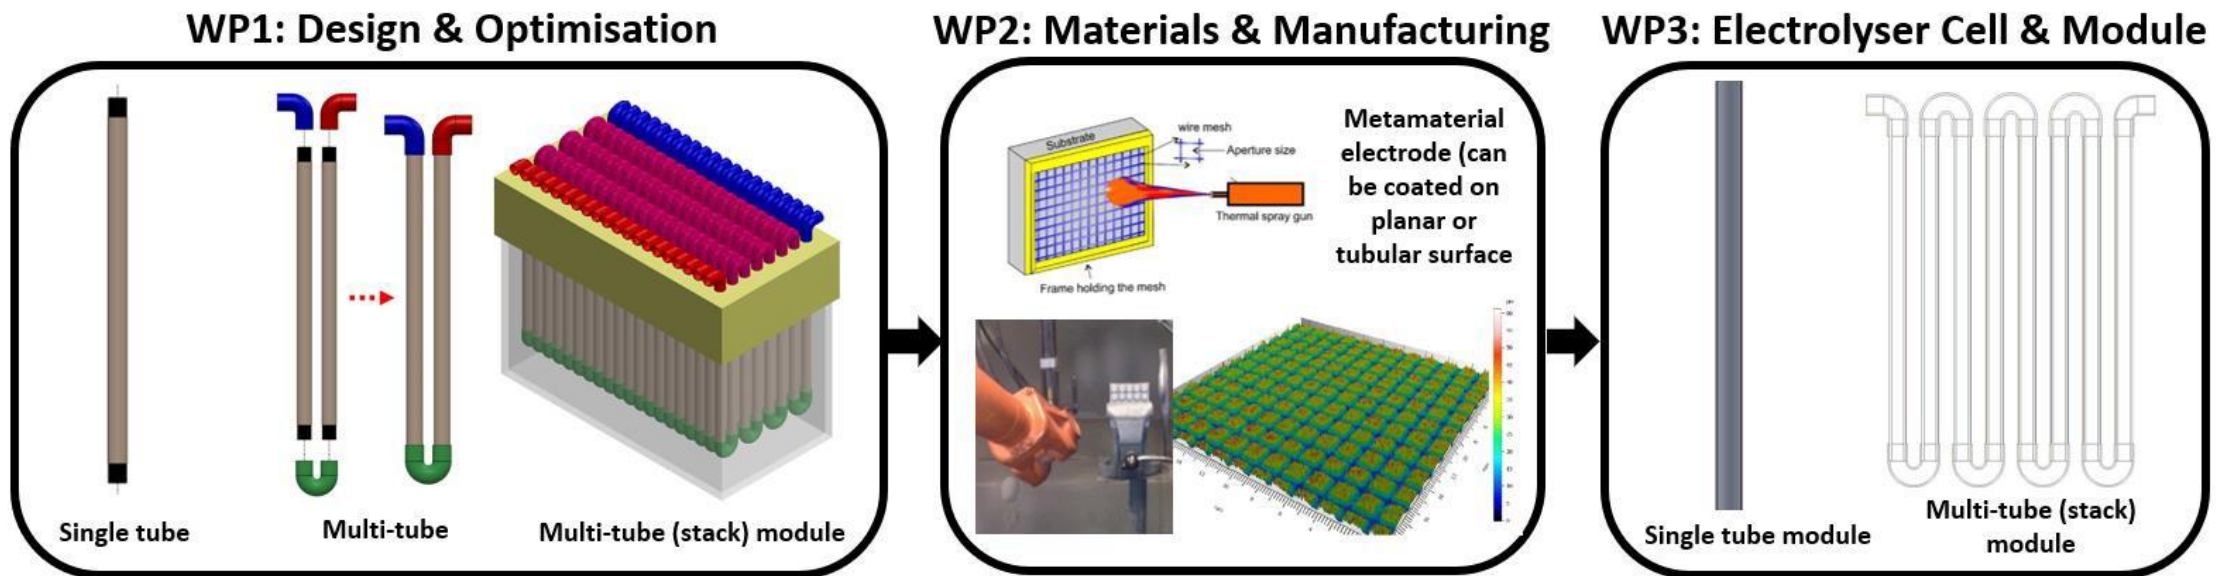 WP1: Design & Optimisation
Single tube
Multi-tube
Multi-tube (stack) module
WP2: Materials & Manufacturing
Substrate
wire mesh
Aperture size
Thermal spray gun
Frame holding the mesh
Metamaterial
electrode (can
be coated on
planar or
tubular surface
WP3: Electrolyser Cell & Module
Single tube module
Multi-tube (stack)
module